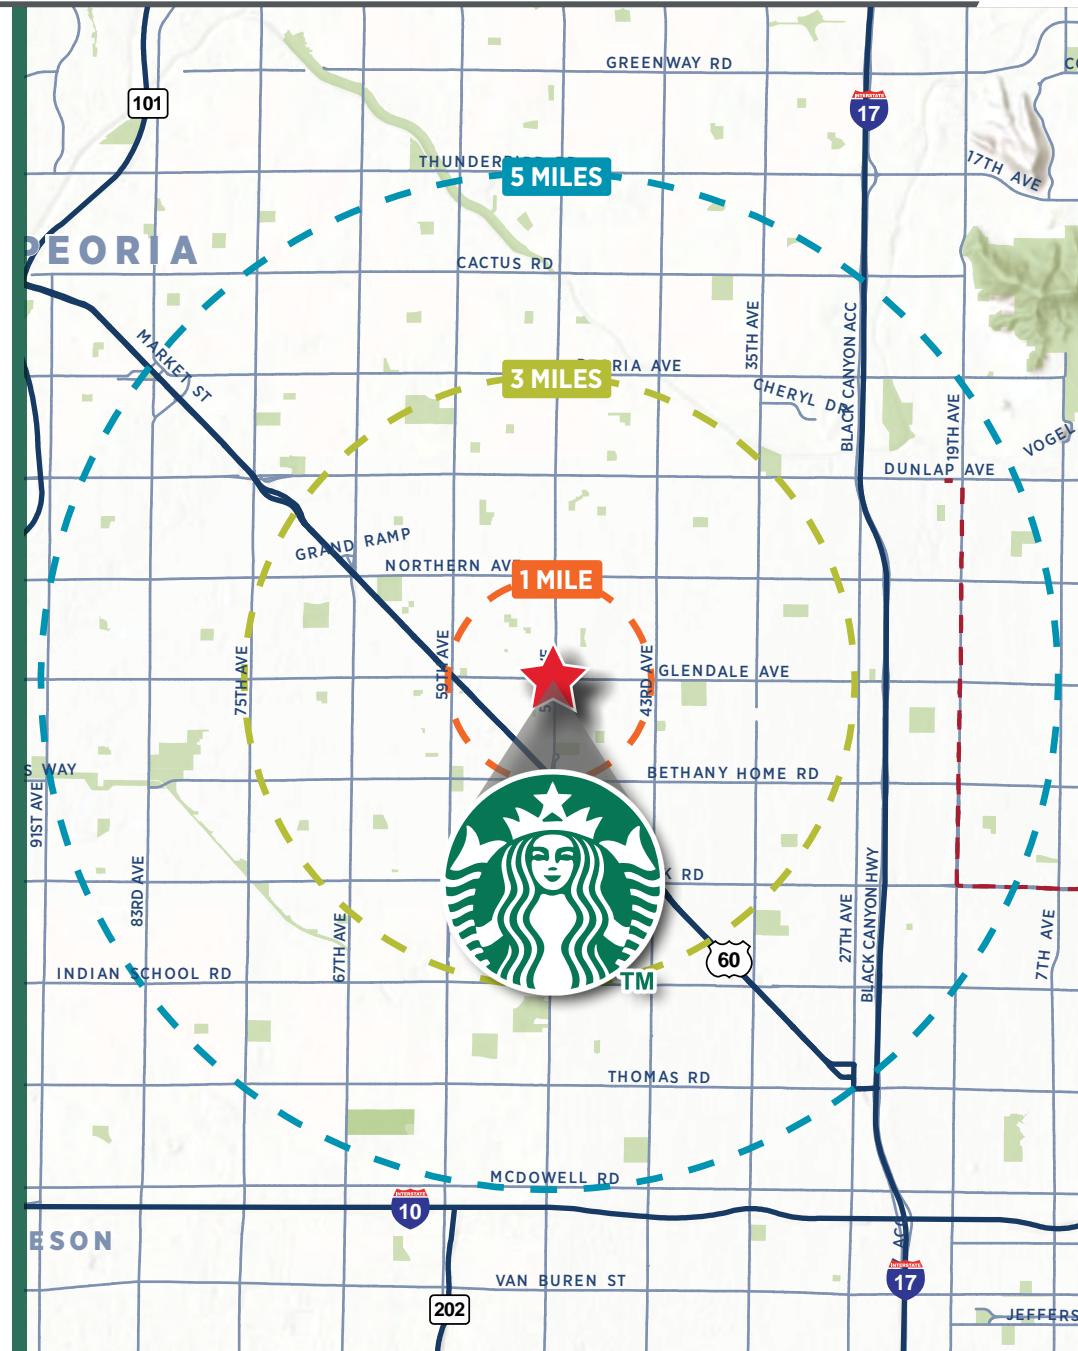 GREENWAY RD
101
17
17TH AVE
5 MILES
PEORIA
CACTUS RD
35TH AVE
BLACK CANYON ACC
MARKET ST
3 MILES
CHERYL DR
19TH AVE
VOGEL
DUNLAP AVE
GRAND RAMP
NORTHERN AVE
1 MILE
59TH AVE
43RD AVE
GLENDALE AVE
75TH AVE
S WAY
BETHANY HOME RD
91ST AVE
83RD AVE
K RD
BLACK CANYON HWY
27TH AVE
67TH AVE
7TH AVE
60
TM
INDIAN SCHOOL RD
THOMAS RD
MCDOWELL RD
INTERSTATE
10
ESON
ACC
VAN BUREN ST
INTERSTATE
17
202
JEFFERS